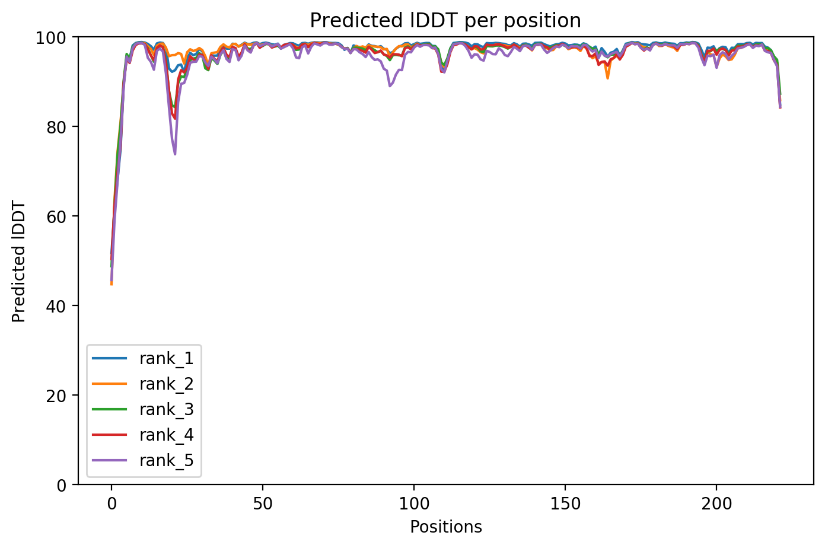 Predicted lDDT per position
100
80
60
40
20
0
Predicted lDDT
rank_1
rank_2
rank_3
rank_4
rank_5
0 50 100 150 200
Positions